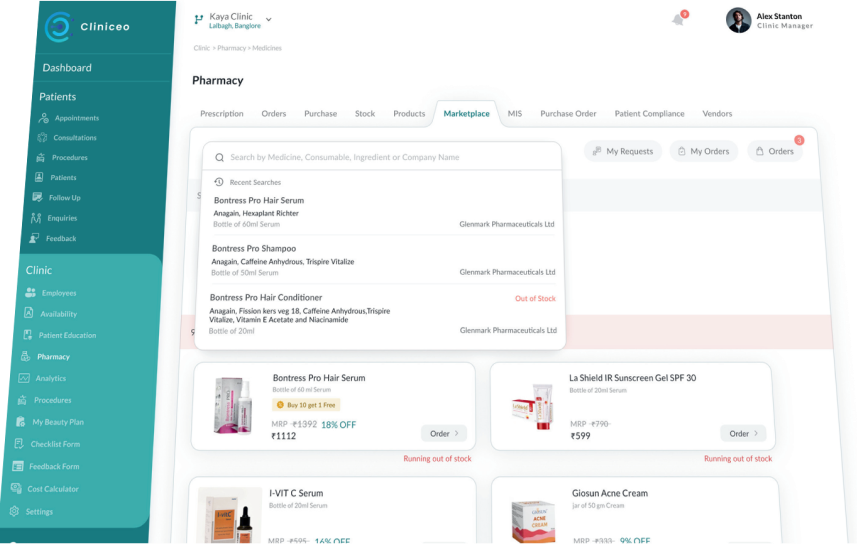 Cliniceo
Kaya Clinic
Lalbagh, Banglore
4
Alex Stanton
Clinic Manager
Clinic > Pharmacy > Medicines
Dashboard
Patients
Appointments
Consultations
Procedures
Patients
Follow Up
Enquiries
Feedback
Clinic
Employees
Availability
Patient Education
Pharmacy
Analytics
Procedures
My Beauty Plan
Checklist Form
Feedback Form
Cost Calculator
Settings
Pharmacy
Prescription Orders Purchase Stock Products Marketplace MIS Purchase Order Patient Compliance Vendors
Search by Medicine, Consumable, Ingredient or Company Name
My Requests My Orders Orders 3
Recent Searches
Bontress Pro Hair Serum
Anagain, Hexaplant Richter
Bottle of 60ml Serum Glenmark Pharmaceuticals Ltd
Bontress Pro Shampoo
Anagain, Caffeine Anhydrous, Trispire Vitalize
Bottle of 50ml Serum Glenmark Pharmaceuticals Ltd
Bontress Pro Hair Conditioner Out of Stock
Anagain, Fission kers veg 18, Caffeine Anhydrous,Trispire
Vitalize, Vitamin E Acetate and Niacinamide
Bottle of 20ml Glenmark Pharmaceuticals Ltd
Bontress Pro Hair Serum
Bottle of 60 ml Serum
Buy 10 get 1 Free
MRP ₹1392 18% OFF
₹1112
Order >
Running out of stock
La Shield IR Sunscreen Gel SPF 30
Bottle of 20ml Serum
MRP ₹790
₹599
Order >
Running out of stock
I-VIT C Serum
Bottle of 20ml Serum
MRP ₹595 16% OFF
Giosun Acne Cream
jar of 50 gm Cream
ACNE
CREAM
MRP ₹333 9% OFF